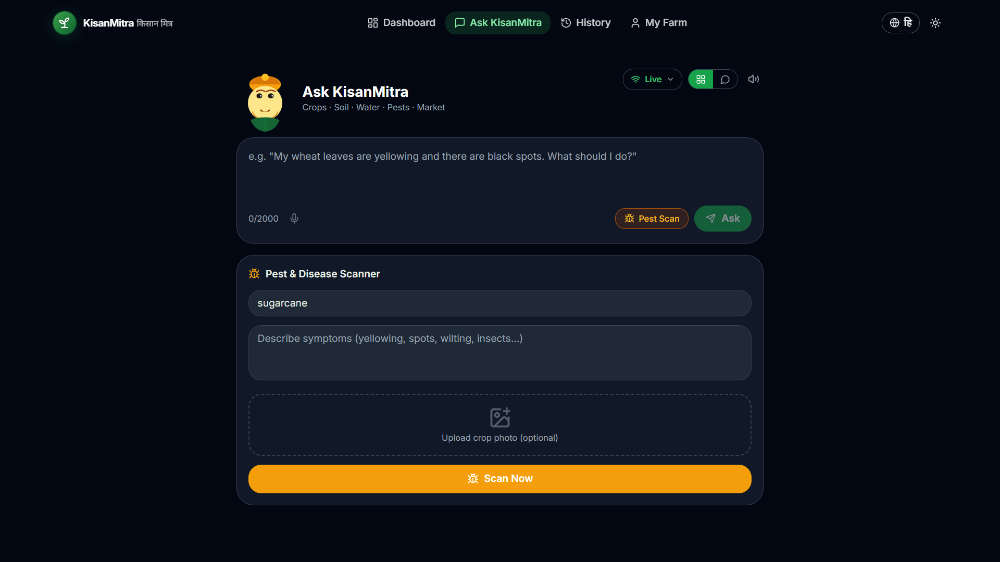 KisanMitra किसान मित्र
Dashboard
Ask KisanMitra
History
My Farm
हि
Live
Ask KisanMitra
Crops · Soil · Water · Pests · Market
e.g. "My wheat leaves are yellowing and there are black spots. What should I do?"
0/2000
Pest Scan
Ask
Pest & Disease Scanner
sugarcane
Describe symptoms (yellowing, spots, wilting, insects...)
Upload crop photo (optional)
Scan Now